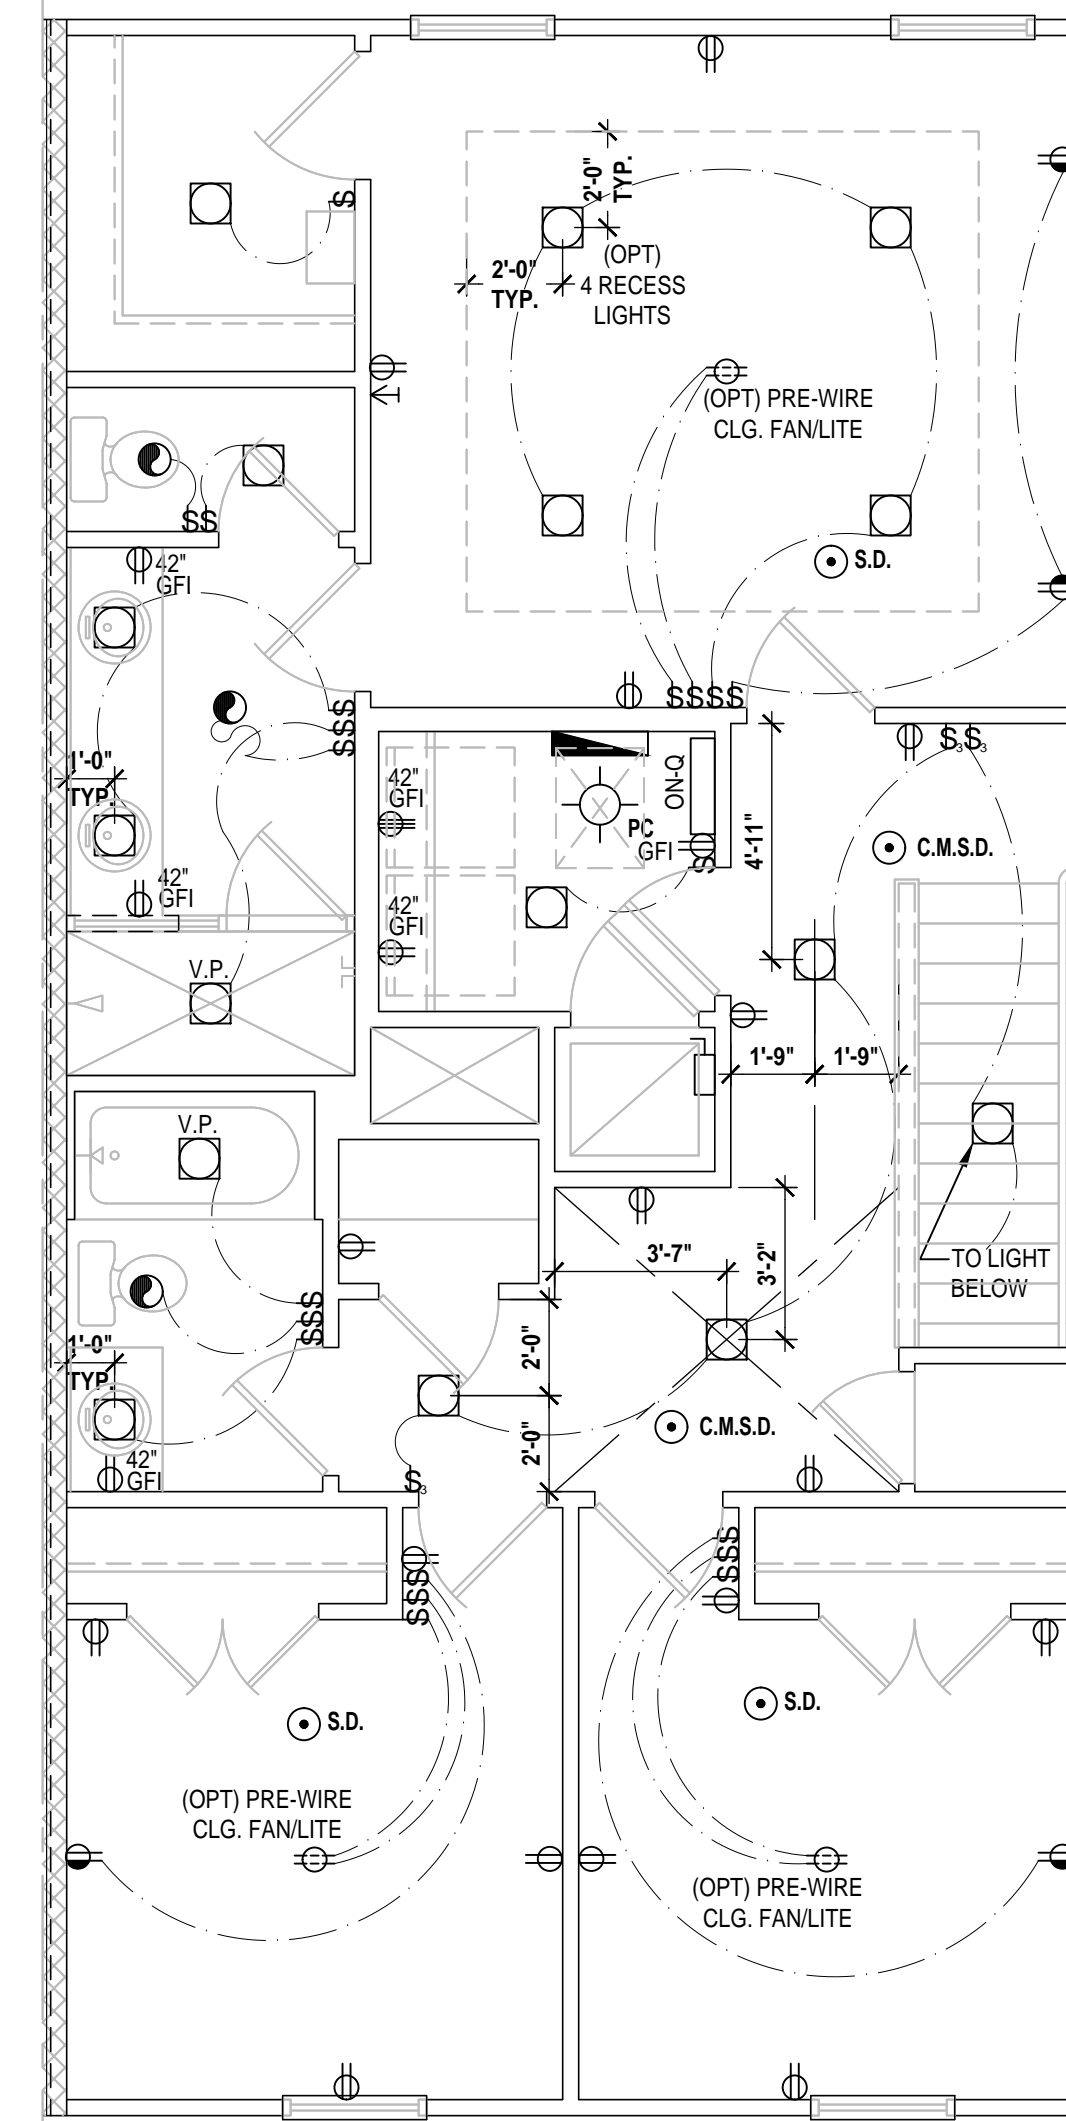 2'-0"
TYP.
(OPT)
4 RECESS
LIGHTS
2'-0"
TYP.
S
(OPT) PRE-WIRE
CLG. FAN/LITE
SS
S.D.
42"
GFI
SSSS
SSS
S3S3
1'-0"
TYP.
42"
GFI
ON-Q
PC
GFI
S
4'-11"
C.M.S.D.
42"
GFI
42"
GFI
V.P.
1'-9"
1'-9"
V.P.
3'-7"
3'-2"
TO LIGHT
BELOW
SSS
2'-0"
1'-0"
TYP.
2'-0"
C.M.S.D.
42"
GFI
S3
SSS
SSS
S.D.
S.D.
(OPT) PRE-WIRE
CLG. FAN/LITE
(OPT) PRE-WIRE
CLG. FAN/LITE